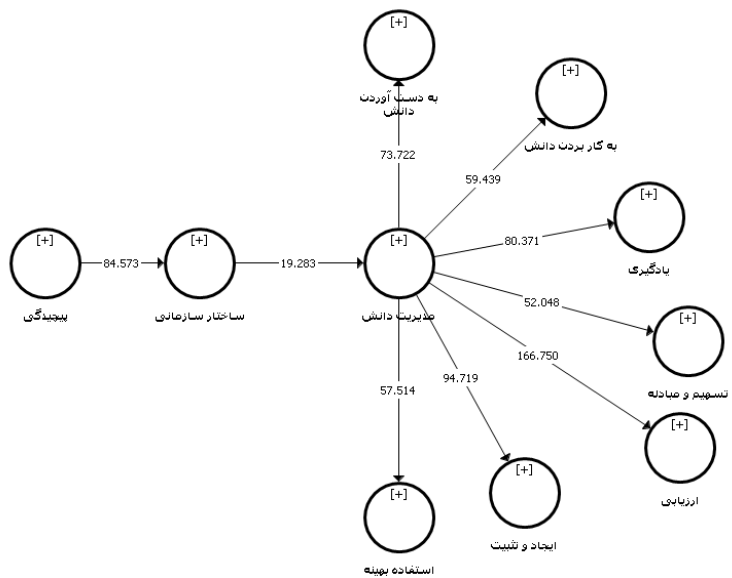 [+]
به دست آوردن
دانش
[+]
به کار بردن دانش
73.722
59.439
[+]
یادگیری
80.371
[+]
پیچیدگی
84.573
[+]
ساختار سازمانی
19.283
[+]
مدیریت دانش
52.048
[+]
تسهیم و مبادله
166.750
94.719
57.514
[+]
ارزیابی
[+]
ایجاد و تثبیت
[+]
استفاده بهینه